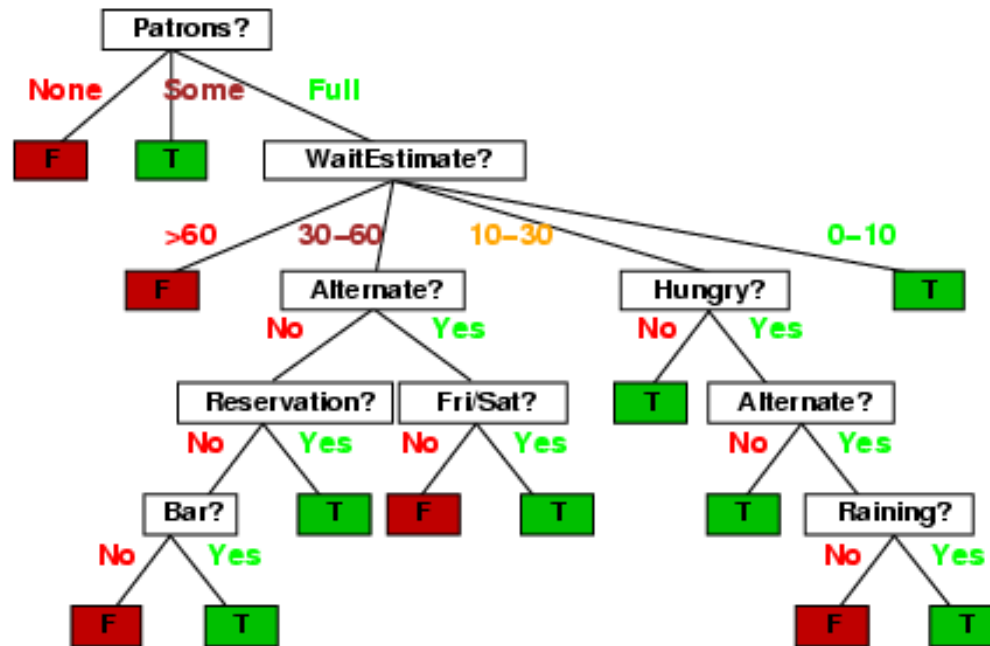 Patrons?
None Some Full
F T WaitEstimate?
>60 30-60 10-30 0-10
F Alternate? Hungry? T
No Yes No Yes
Reservation? Fri/Sat? T Alternate?
No Yes No Yes No Yes
Bar? T F T T Raining?
No Yes No Yes
F T F T